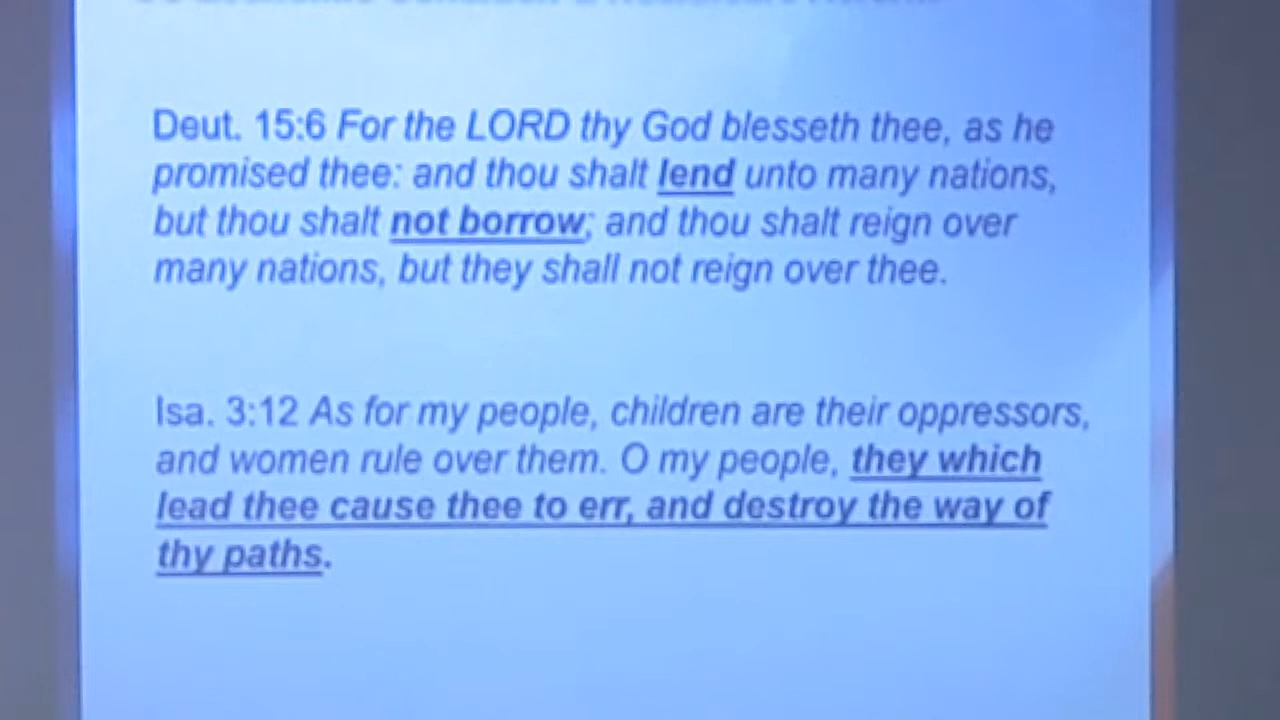 Deut. 15:6 For the LORD thy God blesseth thee, as he
promised thee: and thou shalt lend unto many nations,
but thou shalt not borrow; and thou shalt reign over
many nations, but they shall not reign over thee.
Isa. 3:12 As for my people, children are their oppressors,
and women rule over them. O my people, they which
lead thee cause thee to err, and destroy the way of
thy paths.